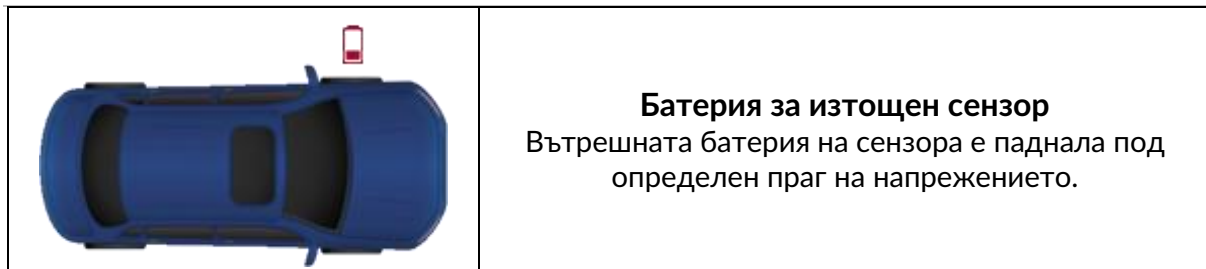 Батерия за изтощен сензор
Вътрешната батерия на сензора е паднала под
определен праг на напрежението.